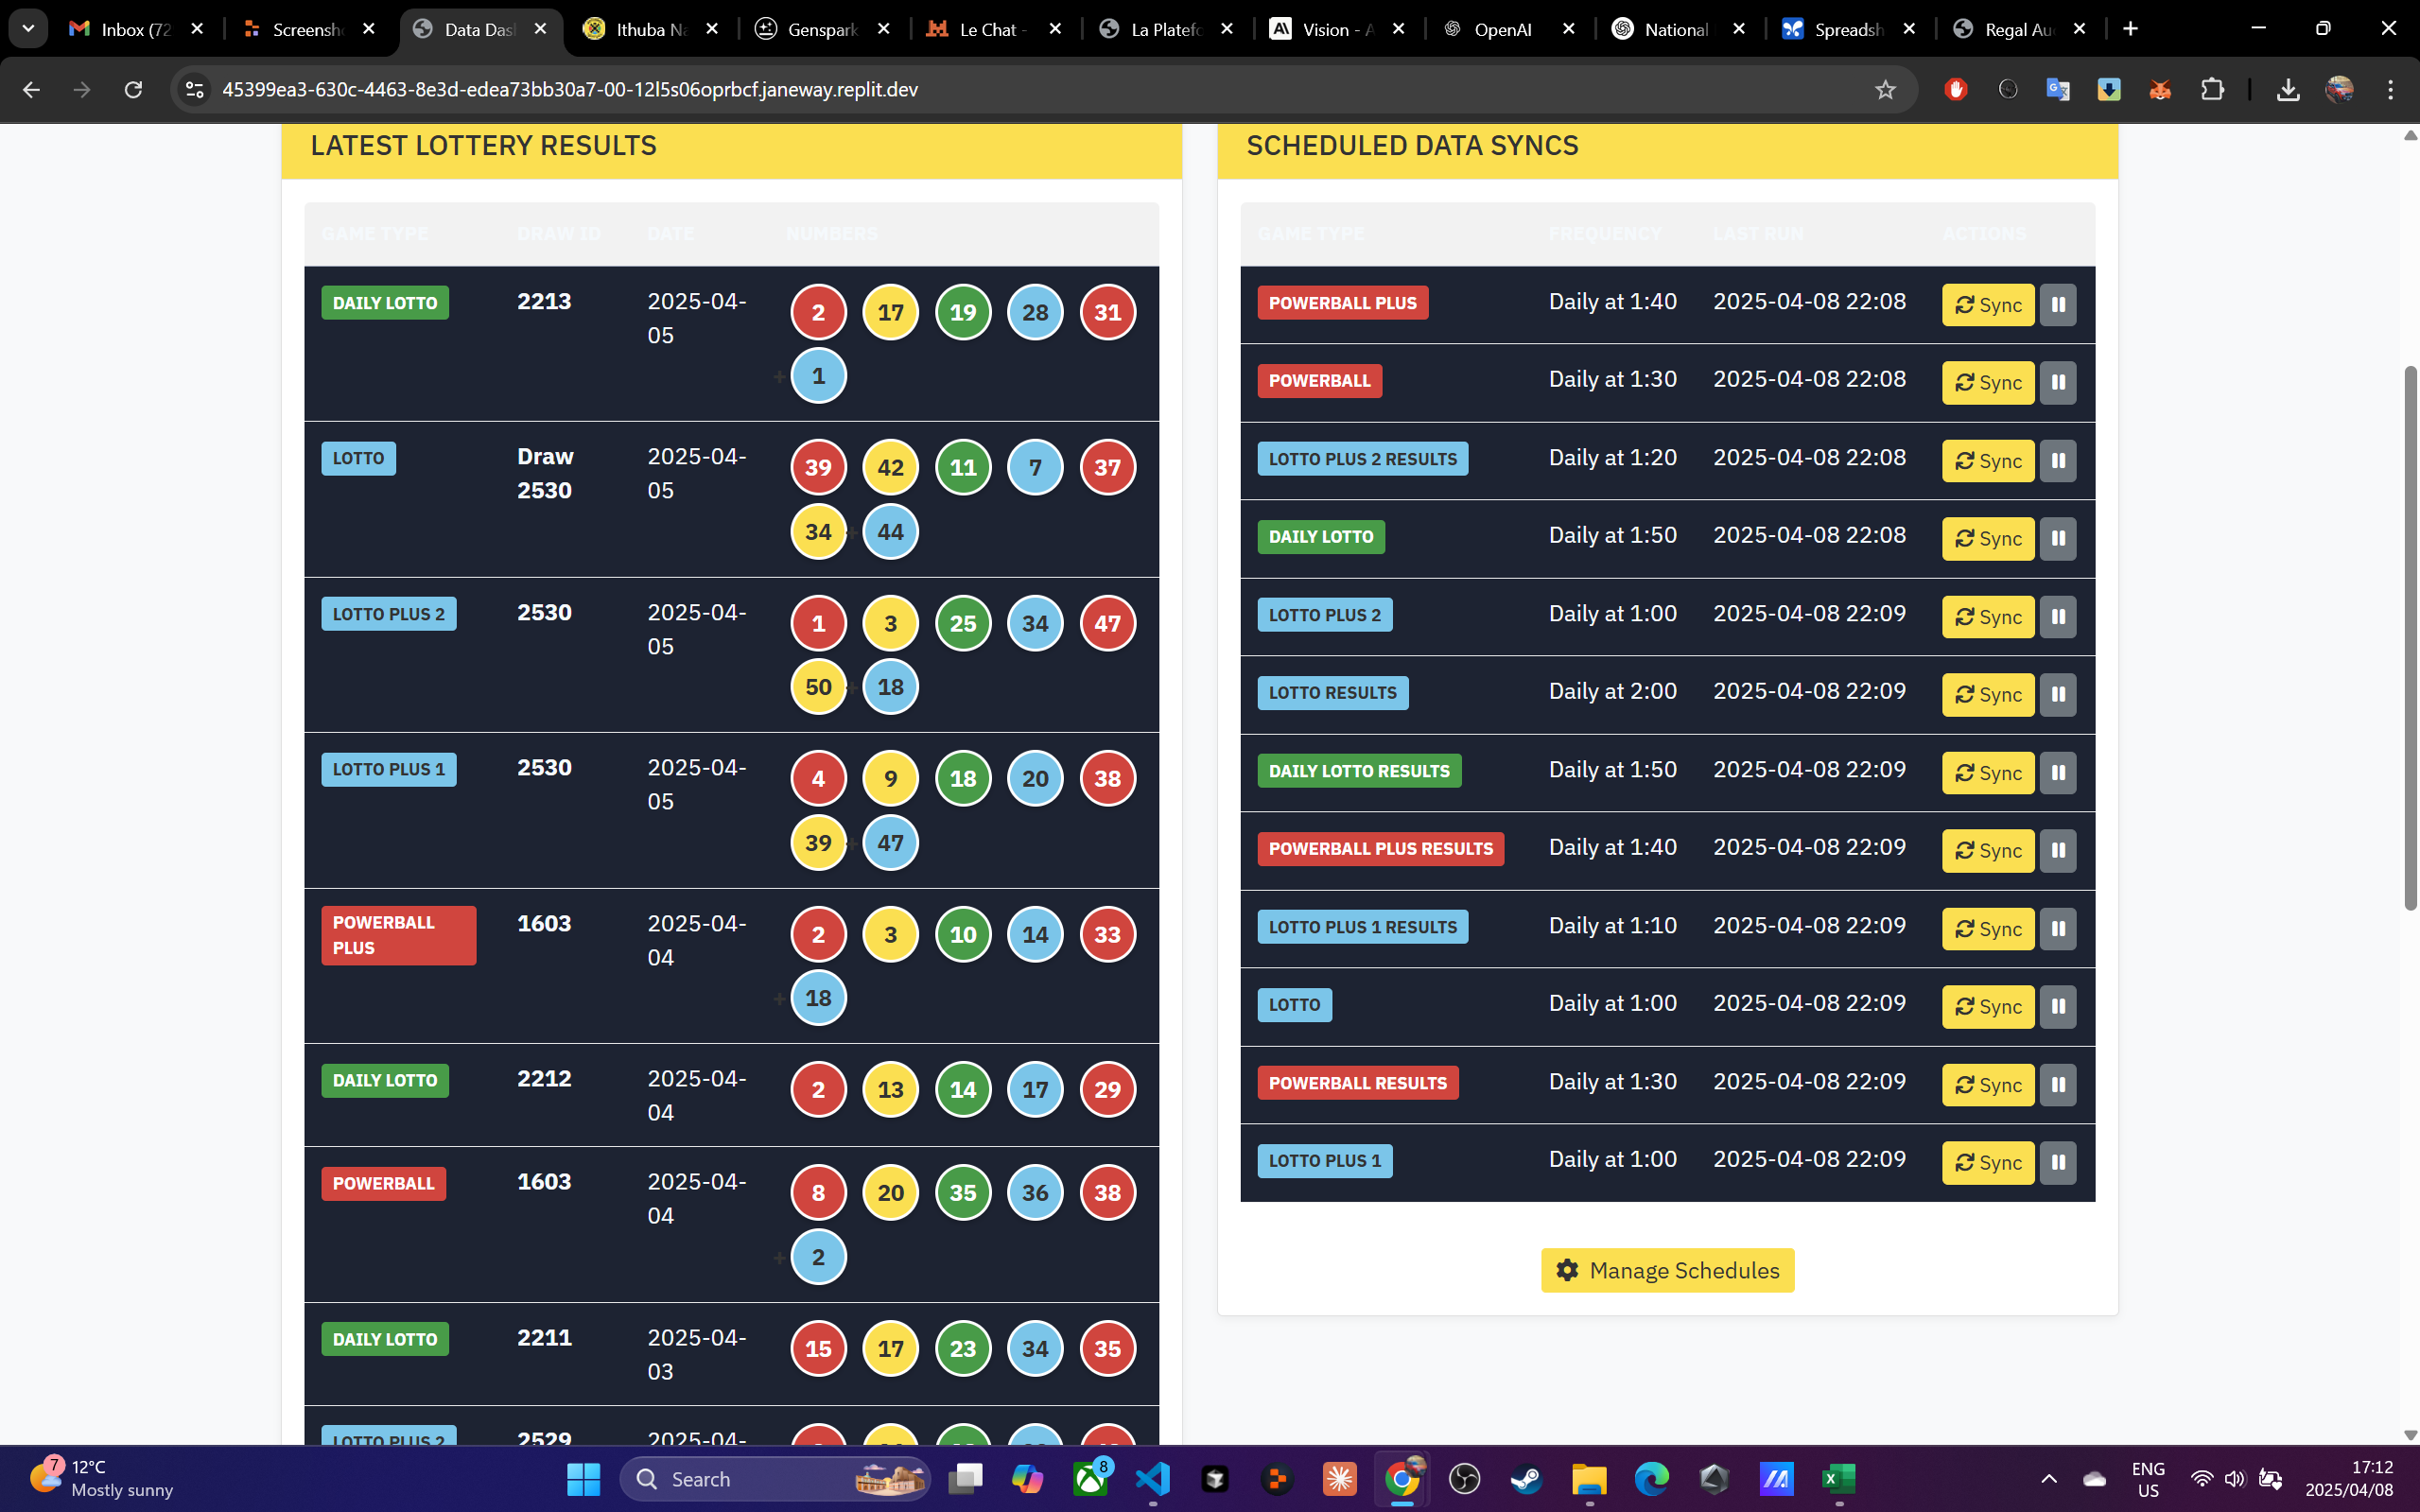 Inbox (72
Screensh
Data Das
Ithuba Na
Genspark
Le Chat -
La Platefo
Vision - A
OpenAI
National
Spreadsh
Regal Au
45399ea3-630c-4463-8e3d-edea73bb30a7-00-12l5s06oprbcf.janeway.replit.dev
LATEST LOTTERY RESULTS
GAME TYPE DRAW ID DATE NUMBERS
DAILY LOTTO 2213 2025-04- 2 17 19 28 31
05
+ 1
LOTTO Draw 2025-04- 39 42 11 7 37
2530 05
34 + 44
LOTTO PLUS 2 2530 2025-04- 1 3 25 34 47
05
50 + 18
LOTTO PLUS 1 2530 2025-04- 4 9 18 20 38
05
39 + 47
POWERBALL 1603 2025-04- 2 3 10 14 33
PLUS 04
+ 18
DAILY LOTTO 2212 2025-04- 2 13 14 17 29
04
POWERBALL 1603 2025-04- 8 20 35 36 38
04
+ 2
DAILY LOTTO 2211 2025-04- 15 17 23 34 35
03
LOTTO PLUS 2 2529 2025-04-
SCHEDULED DATA SYNCS
GAME TYPE FREQUENCY LAST RUN ACTIONS
POWERBALL PLUS Daily at 1:40 2025-04-08 22:08 Sync
POWERBALL Daily at 1:30 2025-04-08 22:08 Sync
LOTTO PLUS 2 RESULTS Daily at 1:20 2025-04-08 22:08 Sync
DAILY LOTTO Daily at 1:50 2025-04-08 22:08 Sync
LOTTO PLUS 2 Daily at 1:00 2025-04-08 22:09 Sync
LOTTO RESULTS Daily at 2:00 2025-04-08 22:09 Sync
DAILY LOTTO RESULTS Daily at 1:50 2025-04-08 22:09 Sync
POWERBALL PLUS RESULTS Daily at 1:40 2025-04-08 22:09 Sync
LOTTO PLUS 1 RESULTS Daily at 1:10 2025-04-08 22:09 Sync
LOTTO Daily at 1:00 2025-04-08 22:09 Sync
POWERBALL RESULTS Daily at 1:30 2025-04-08 22:09 Sync
LOTTO PLUS 1 Daily at 1:00 2025-04-08 22:09 Sync
Manage Schedules
7
12°C
Mostly sunny
Search
8
ENG
US
17:12
2025/04/08